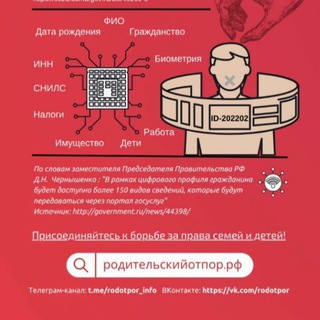 ФИО
Дата рождения
Гражданство
Биометрия
ИНН
СНИЛС
Налоги
Имущество
Дети
Работа
ID-202202
По словам заместителя Председателя Правительства РФ
Д.Н. Чернышенко : "В рамках цифрового профиля гражданина
будет доступно более 150 видов сведений, которые будут
передаваться через портал госуслуг"
Источник: http://government.ru/news/44398/
Присоединяйтесь к борьбе за права семей и детей!
родительскийотпор.рф
Телеграм-канал: t.me/rodotpor_info ВКонтакте: https://vk.com/rodotpor